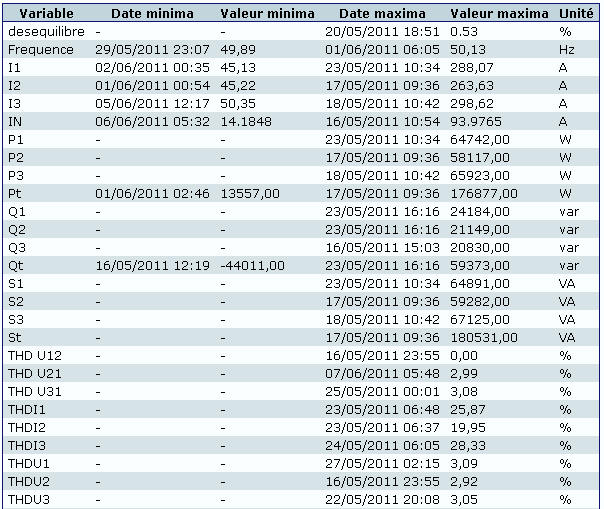 Variable Date minima Valeur minima Date maxima Valeur maxima Unité
desequilibre - - 20/05/2011 18:51 0.53 %
Frequence 29/05/2011 23:07 49,89 01/06/2011 06:05 50,13 Hz
I1 02/06/2011 00:35 45,13 23/05/2011 10:34 288,07 A
I2 01/06/2011 00:54 45,22 17/05/2011 09:36 263,63 A
I3 05/06/2011 12:17 50,35 18/05/2011 10:42 298,62 A
IN 06/06/2011 05:32 14.1848 16/05/2011 10:54 93.9765 A
P1 - - 23/05/2011 10:34 64742,00 W
P2 - - 17/05/2011 09:36 58117,00 W
P3 - - 18/05/2011 10:42 65923,00 W
Pt 01/06/2011 02:46 13557,00 17/05/2011 09:36 176877,00 W
Q1 - - 23/05/2011 16:16 24184,00 var
Q2 - - 23/05/2011 16:16 21149,00 var
Q3 - - 16/05/2011 15:03 20830,00 var
Qt 16/05/2011 12:19 -44011,00 23/05/2011 16:16 59373,00 var
S1 - - 23/05/2011 10:34 64891,00 VA
S2 - - 17/05/2011 09:36 59282,00 VA
S3 - - 18/05/2011 10:42 67125,00 VA
St - - 17/05/2011 09:36 180531,00 VA
THD U12 - - 16/05/2011 23:55 0,00 %
THD U21 - - 07/06/2011 05:48 2,99 %
THD U31 - - 25/05/2011 00:01 3,08 %
THDI1 - - 23/05/2011 06:48 25,87 %
THDI2 - - 23/05/2011 06:37 19,95 %
THDI3 - - 24/05/2011 06:05 28,33 %
THDU1 - - 27/05/2011 02:15 3,09 %
THDU2 - - 16/05/2011 23:55 2,92 %
THDU3 - - 22/05/2011 20:08 3,05 %